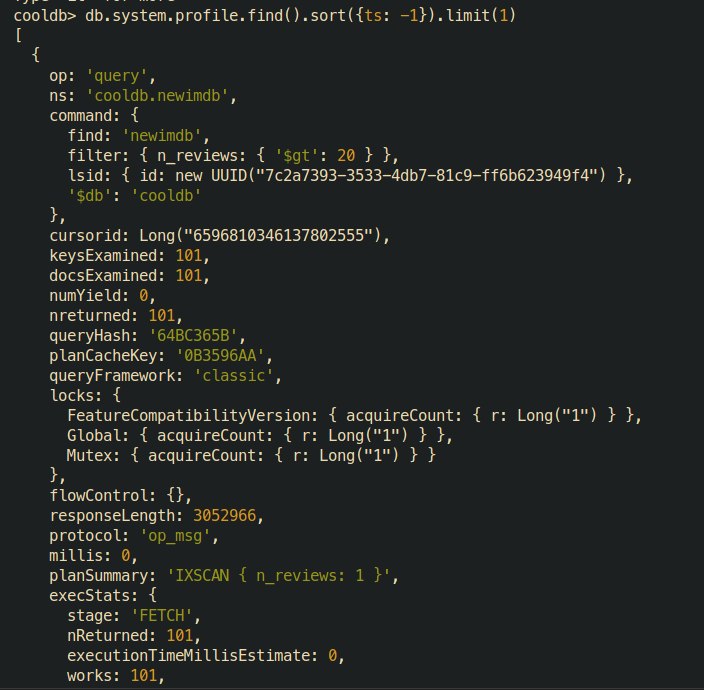 cooldb> db.system.profile.find().sort({ts: -1}).limit(1)
[
  {
    op: 'query',
    ns: 'cooldb.newimdb',
    command: {
      find: 'newimdb',
      filter: { n_reviews: { '$gt': 20 } },
      lsid: { id: new UUID("7c2a7393-3533-4db7-81c9-ff6b623949f4") },
      '$db': 'cooldb'
    },
    cursorid: Long("6596810346137802555"),
    keysExamined: 101,
    docsExamined: 101,
    numYield: 0,
    nreturned: 101,
    queryHash: '64BC365B',
    planCacheKey: '0B3596AA',
    queryFramework: 'classic',
    locks: {
      FeatureCompatibilityVersion: { acquireCount: { r: Long("1") } },
      Global: { acquireCount: { r: Long("1") } },
      Mutex: { acquireCount: { r: Long("1") } }
    },
    flowControl: {},
    responseLength: 3052966,
    protocol: 'op_msg',
    millis: 0,
    planSummary: 'IXSCAN { n_reviews: 1 }',
    execStats: {
      stage: 'FETCH',
      nReturned: 101,
      executionTimeMillisEstimate: 0,
      works: 101,